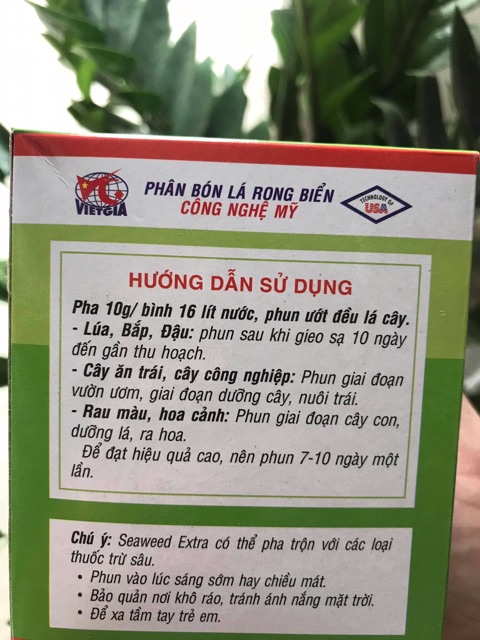 VIETGIA
PHÂN BÓN LÁ RONG BIỂN
CÔNG NGHỆ MỸ
TECHNOLOGY OF
USA
HƯỚNG DẪN SỬ DỤNG
Pha 10g/ bình 16 lít nước, phun ướt đều lá cây.
- Lúa, Bắp, Đậu: phun sau khi gieo sạ 10 ngày
đến gần thu hoạch.
- Cây ăn trái, cây công nghiệp: Phun giai đoạn
vườn ươm, giai đoạn dưỡng cây, nuôi trái.
- Rau màu, hoa cảnh: Phun giai đoạn cây con,
dưỡng lá, ra hoa.
Để đạt hiệu quả cao, nên phun 7-10 ngày một
lần.
Chú ý: Seaweed Extra có thể pha trộn với các loại
thuốc trừ sâu.
• Phun vào lúc sáng sớm hay chiều mát.
• Bảo quản nơi khô ráo, tránh ánh nắng mặt trời.
• Để xa tầm tay trẻ em.